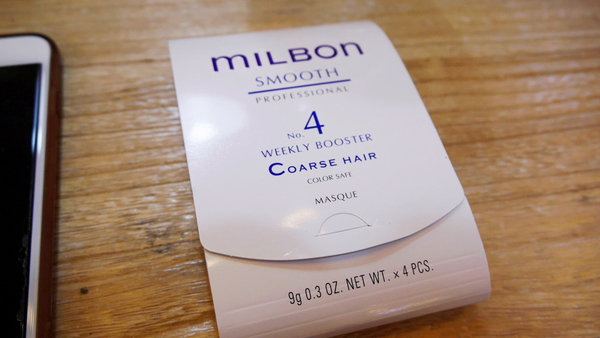 MILBON
SMOOTH
PROFESSIONAL
No. 4
WEEKLY BOOSTER
COARSE HAIR
COLOR SAFE
MASQUE
9g 0.3 OZ. NET WT. × 4 PCS.